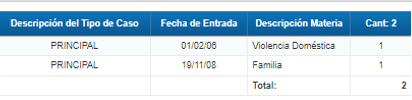 Descripción del Tipo de Caso Fecha de Entrada Descripción Materia Cant: 2
PRINCIPAL 01/02/06 Violencia Doméstica 1
PRINCIPAL 19/11/08 Familia 1
Total: 2